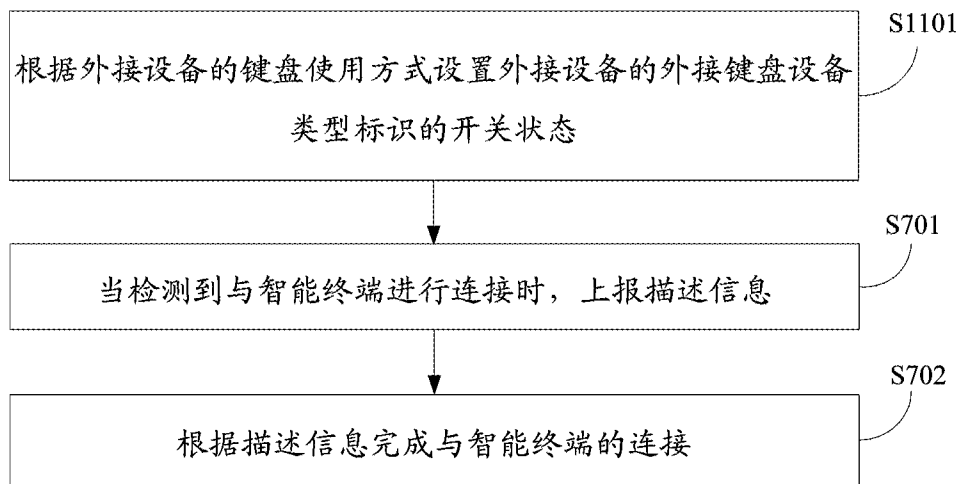 S1101
根据外接设备的键盘使用方式设置外接设备的外接键盘设备
类型标识的开关状态
S701
当检测到与智能终端进行连接时，上报描述信息
S702
根据描述信息完成与智能终端的连接